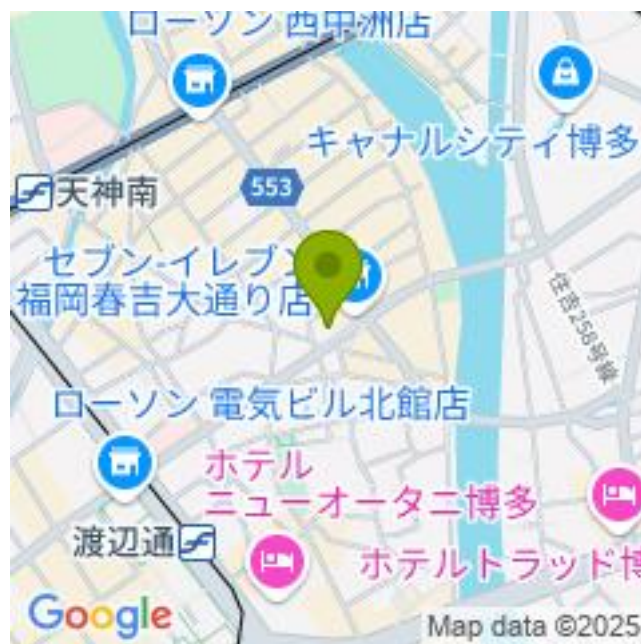 ローソン 西中洲店
キャナルシティ博多
天神南
553
セブン-イレブン
福岡春吉大通り店
住吉258号線
ローソン 電気ビル北館店
ホテル
ニューオータニ博多
渡辺通
ホテルトラッド博
Google
Map data ©2025